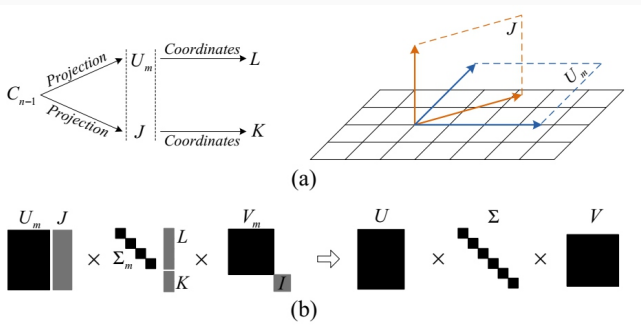 C_{n-1}
Projection
Projection
U_m
J
Coordinates
L
Coordinates
K
J
U_m
(a)
U_m J × Σ_m L K × V_m I ⇨ U × Σ × V
(b)